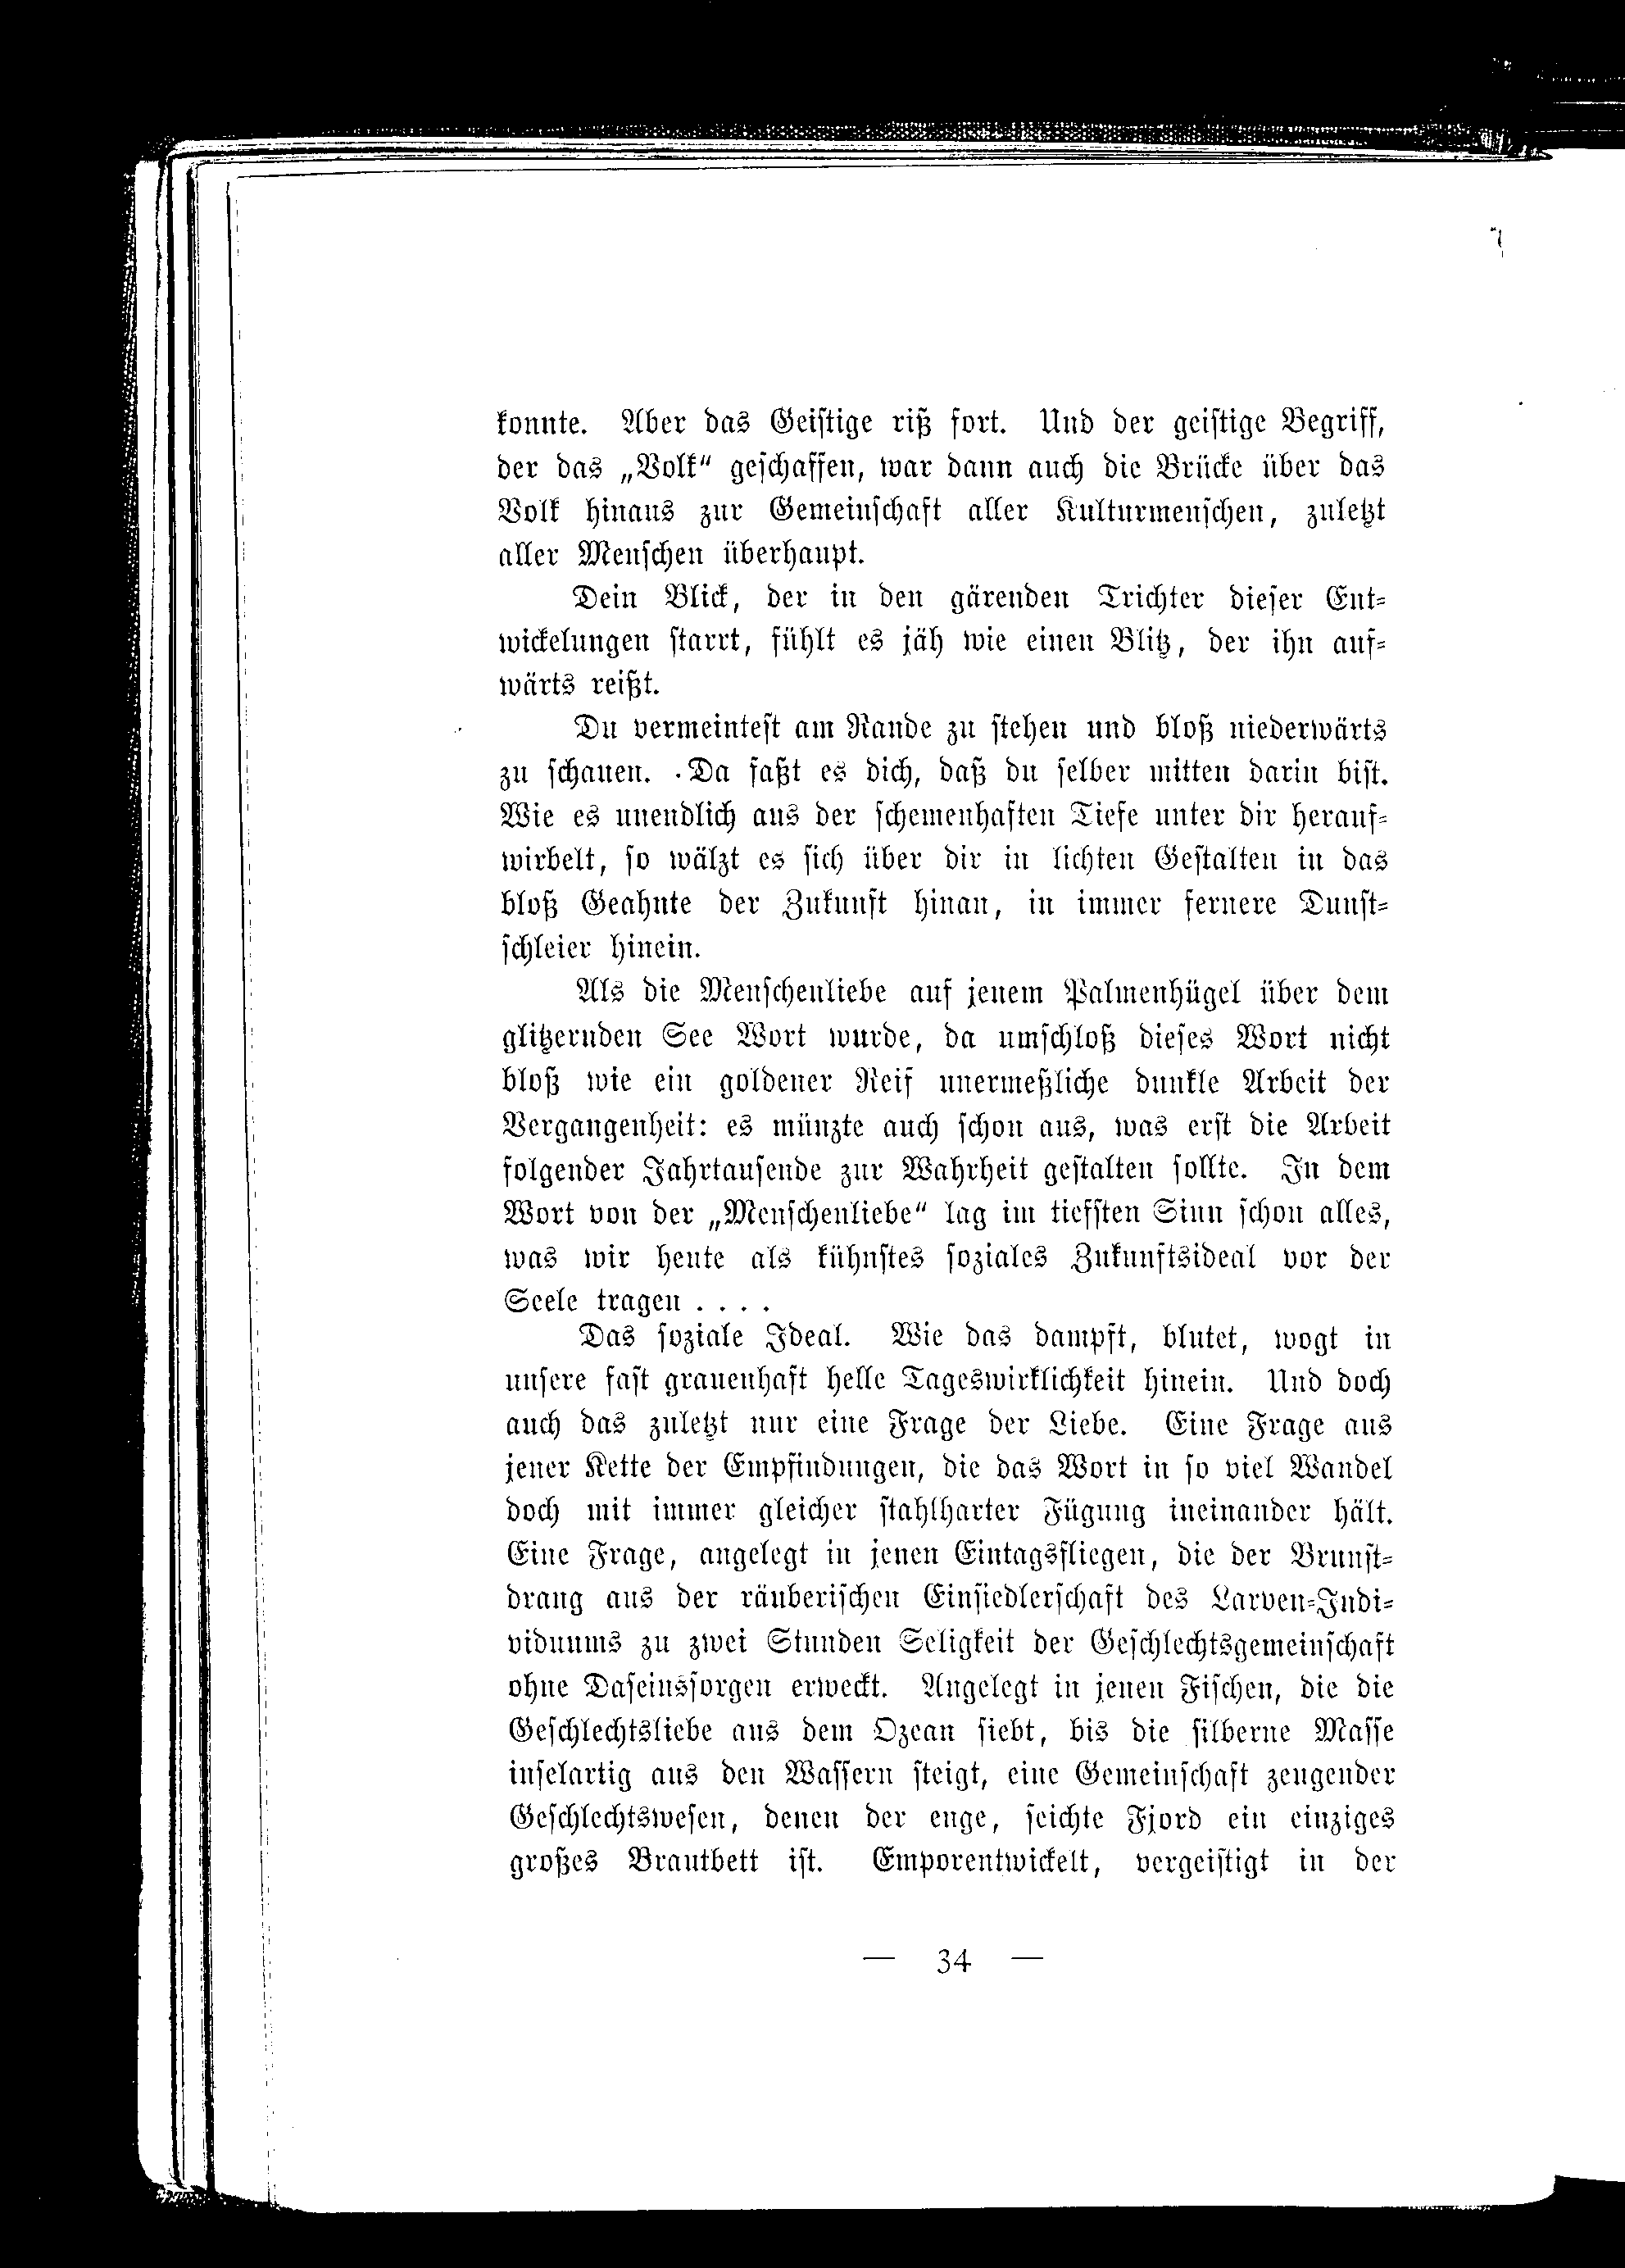 konnte. Aber das Geistige riß fort. Und der geistige Begriff,
der das „Volk“ geschaffen, war dann auch die Brücke über das
Volk hinaus zur Gemeinschaft aller Kulturmenschen, zuletzt
aller Menschen überhaupt.
Dein Blick, der in den gärenden Trichter dieser Ent-
wickelungen starrt, fühlt es jäh wie einen Blitz, der ihn auf-
wärts reißt.
Du vermeintest am Rande zu stehen und bloß niederwärts
zu schauen. Da faßt es dich, daß du selber mitten darin bist.
Wie es unendlich aus der schemenhaften Tiefe unter dir herauf-
wirbelt, so wälzt es sich über dir in lichten Gestalten in das
bloß Geahnte der Zukunft hinan, in immer fernere Dunst-
schleier hinein.
Als die Menschenliebe auf jenem Palmenhügel über dem
glitzernden See Wort wurde, da umschloß dieses Wort nicht
bloß wie ein goldener Reif unermeßliche dunkle Arbeit der
Vergangenheit: es münzte auch schon aus, was erst die Arbeit
folgender Jahrtausende zur Wahrheit gestalten sollte. In dem
Wort von der „Menschenliebe“ lag im tiefsten Sinn schon alles,
was wir heute als kühnstes soziales Zukunftsideal vor der
Seele tragen . . . .
Das soziale Ideal. Wie das dampft, blutet, wogt in
unsere fast grauenhaft helle Tageswirklichkeit hinein. Und doch
auch das zuletzt nur eine Frage der Liebe. Eine Frage aus
jener Kette der Empfindungen, die das Wort in so viel Wandel
doch mit immer gleicher stahlharter Fügung ineinander hält.
Eine Frage, angelegt in jenen Eintagsfliegen, die der Brunst-
drang aus der räuberischen Einsiedlerschaft des Larven-Indi-
viduums zu zwei Stunden Seligkeit der Geschlechtsgemeinschaft
ohne Daseinssorgen erweckt. Angelegt in jenen Fischen, die die
Geschlechtsliebe aus dem Ozean siebt, bis die silberne Masse
inselartig aus den Wassern steigt, eine Gemeinschaft zeugender
Geschlechtswesen, denen der enge, seichte Fjord ein einziges
großes Brautbett ist. Emporentwickelt, vergeistigt in der
— 34 —